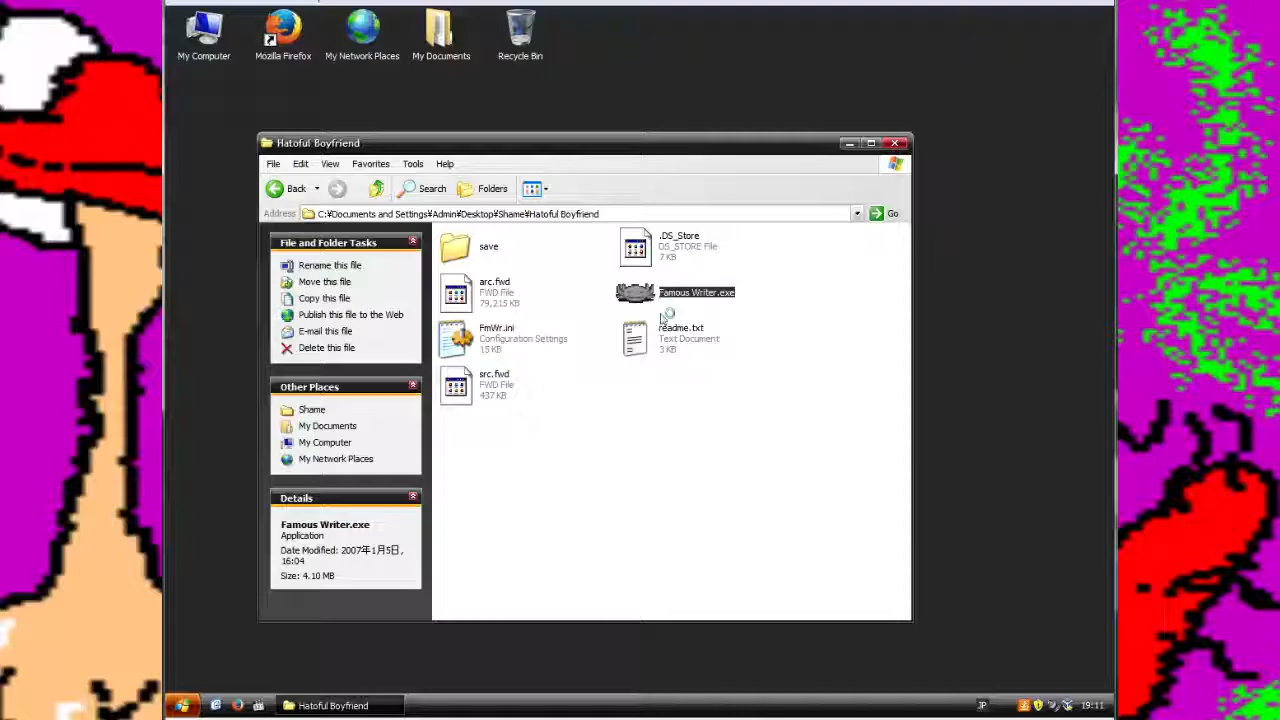 My Computer
Mozilla Firefox
My Network Places
My Documents
Recycle Bin
Hatoful Boyfriend
File Edit View Favorites Tools Help
Back Search Folders
Address C:¥Documents and Settings¥Admin¥Desktop¥Shame¥Hatoful Boyfriend Go
File and Folder Tasks
Rename this file
Move this file
Copy this file
Publish this file to the Web
E-mail this file
Delete this file
Other Places
Shame
My Documents
My Computer
My Network Places
Details
Famous Writer.exe
Application
Date Modified: 2007年1月5日,
16:04
Size: 4.10 MB
save
arc.fwd
FWD File
79,215 KB
FmWr.ini
Configuration Settings
15 KB
src.fwd
FWD File
437 KB
.DS_Store
DS_STORE File
7 KB
Famous Writer.exe
readme.txt
Text Document
3 KB
Hatoful Boyfriend
JP
19:11